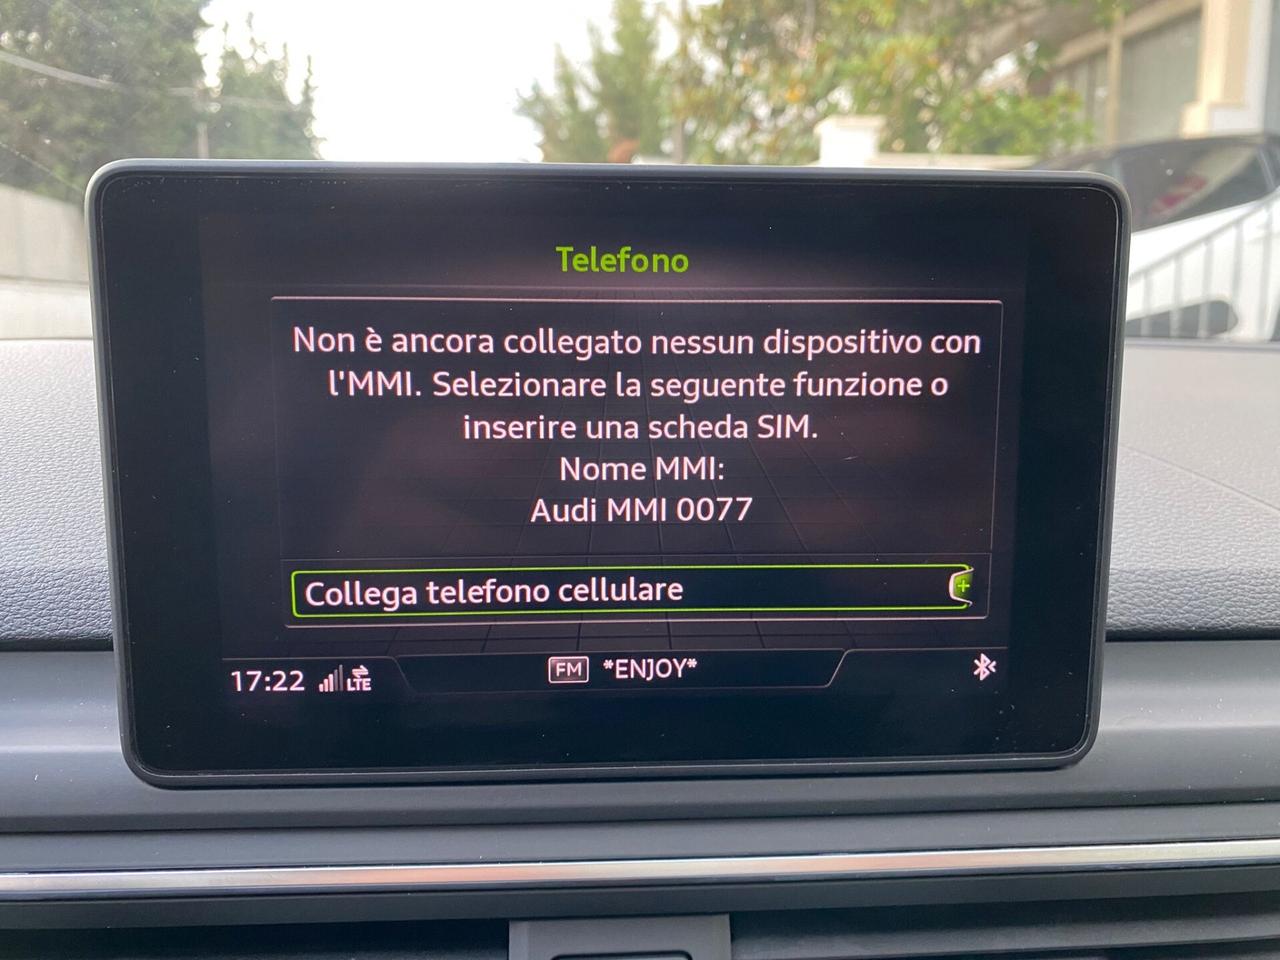 Telefono
Non è ancora collegato nessun dispositivo con
l'MMI. Selezionare la seguente funzione o
inserire una scheda SIM.
Nome MMI:
Audi MMI 0077
Collega telefono cellulare
17:22 LTE FM *ENJOY*